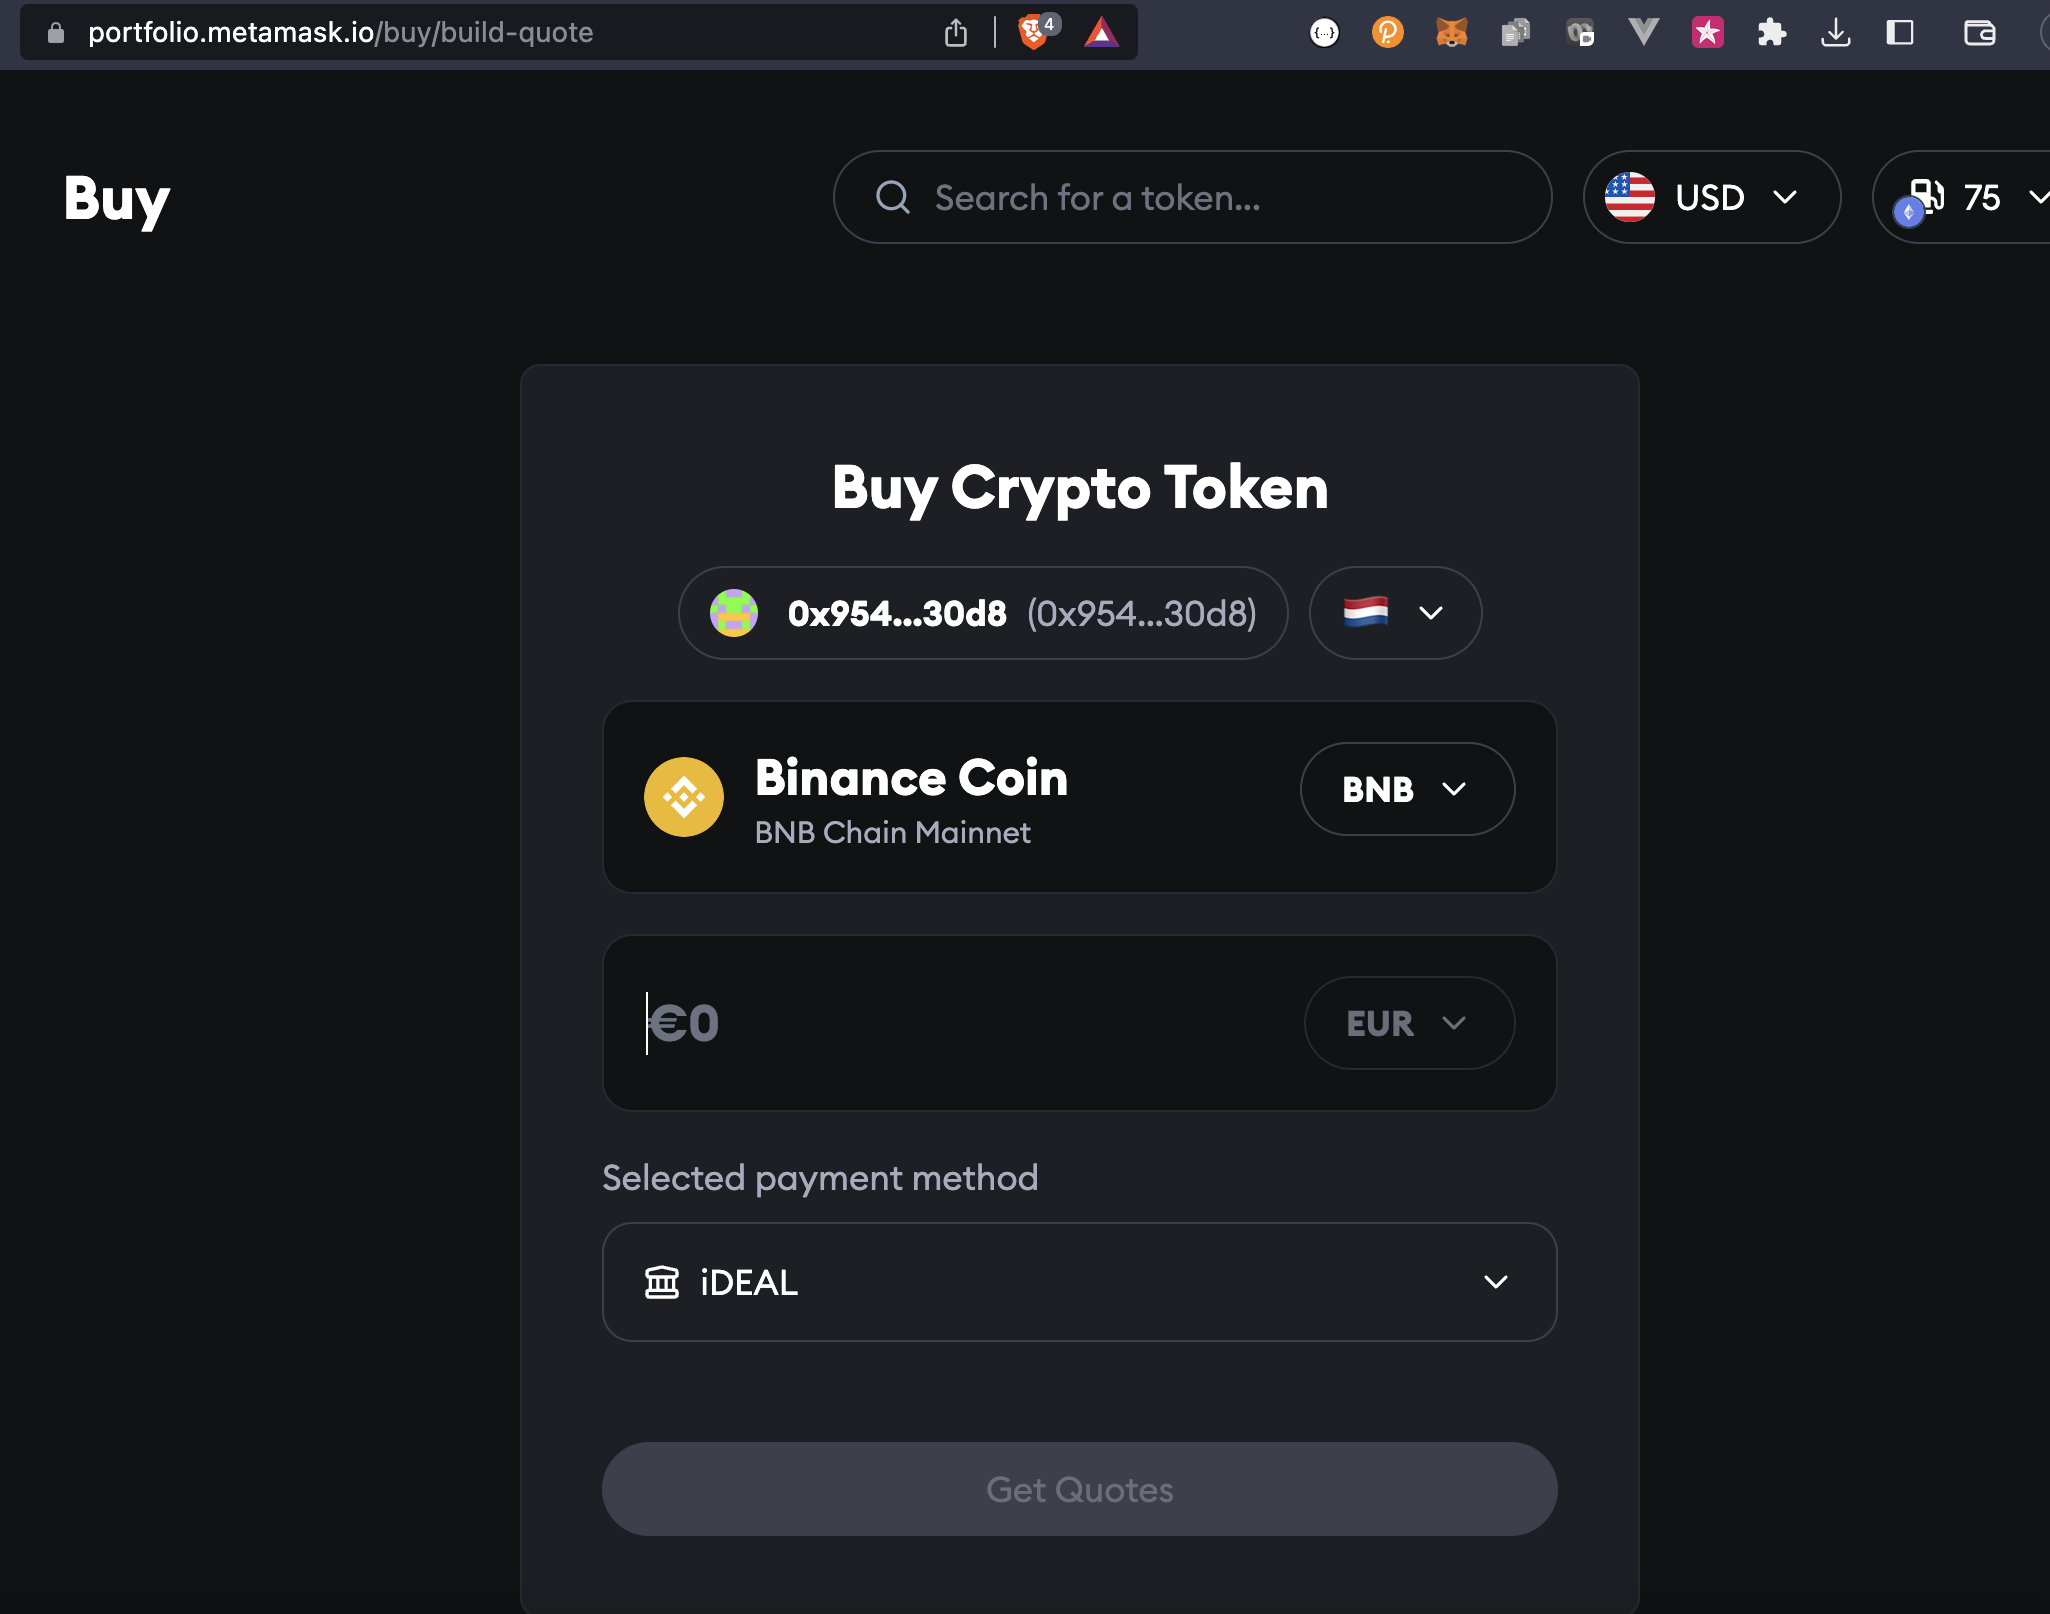 portfolio.metamask.io/buy/build-quote
4
Buy
Search for a token...
USD
75
Buy Crypto Token
0x954...30d8 (0x954...30d8)
Binance Coin
BNB Chain Mainnet
BNB
€0
EUR
Selected payment method
iDEAL
Get Quotes